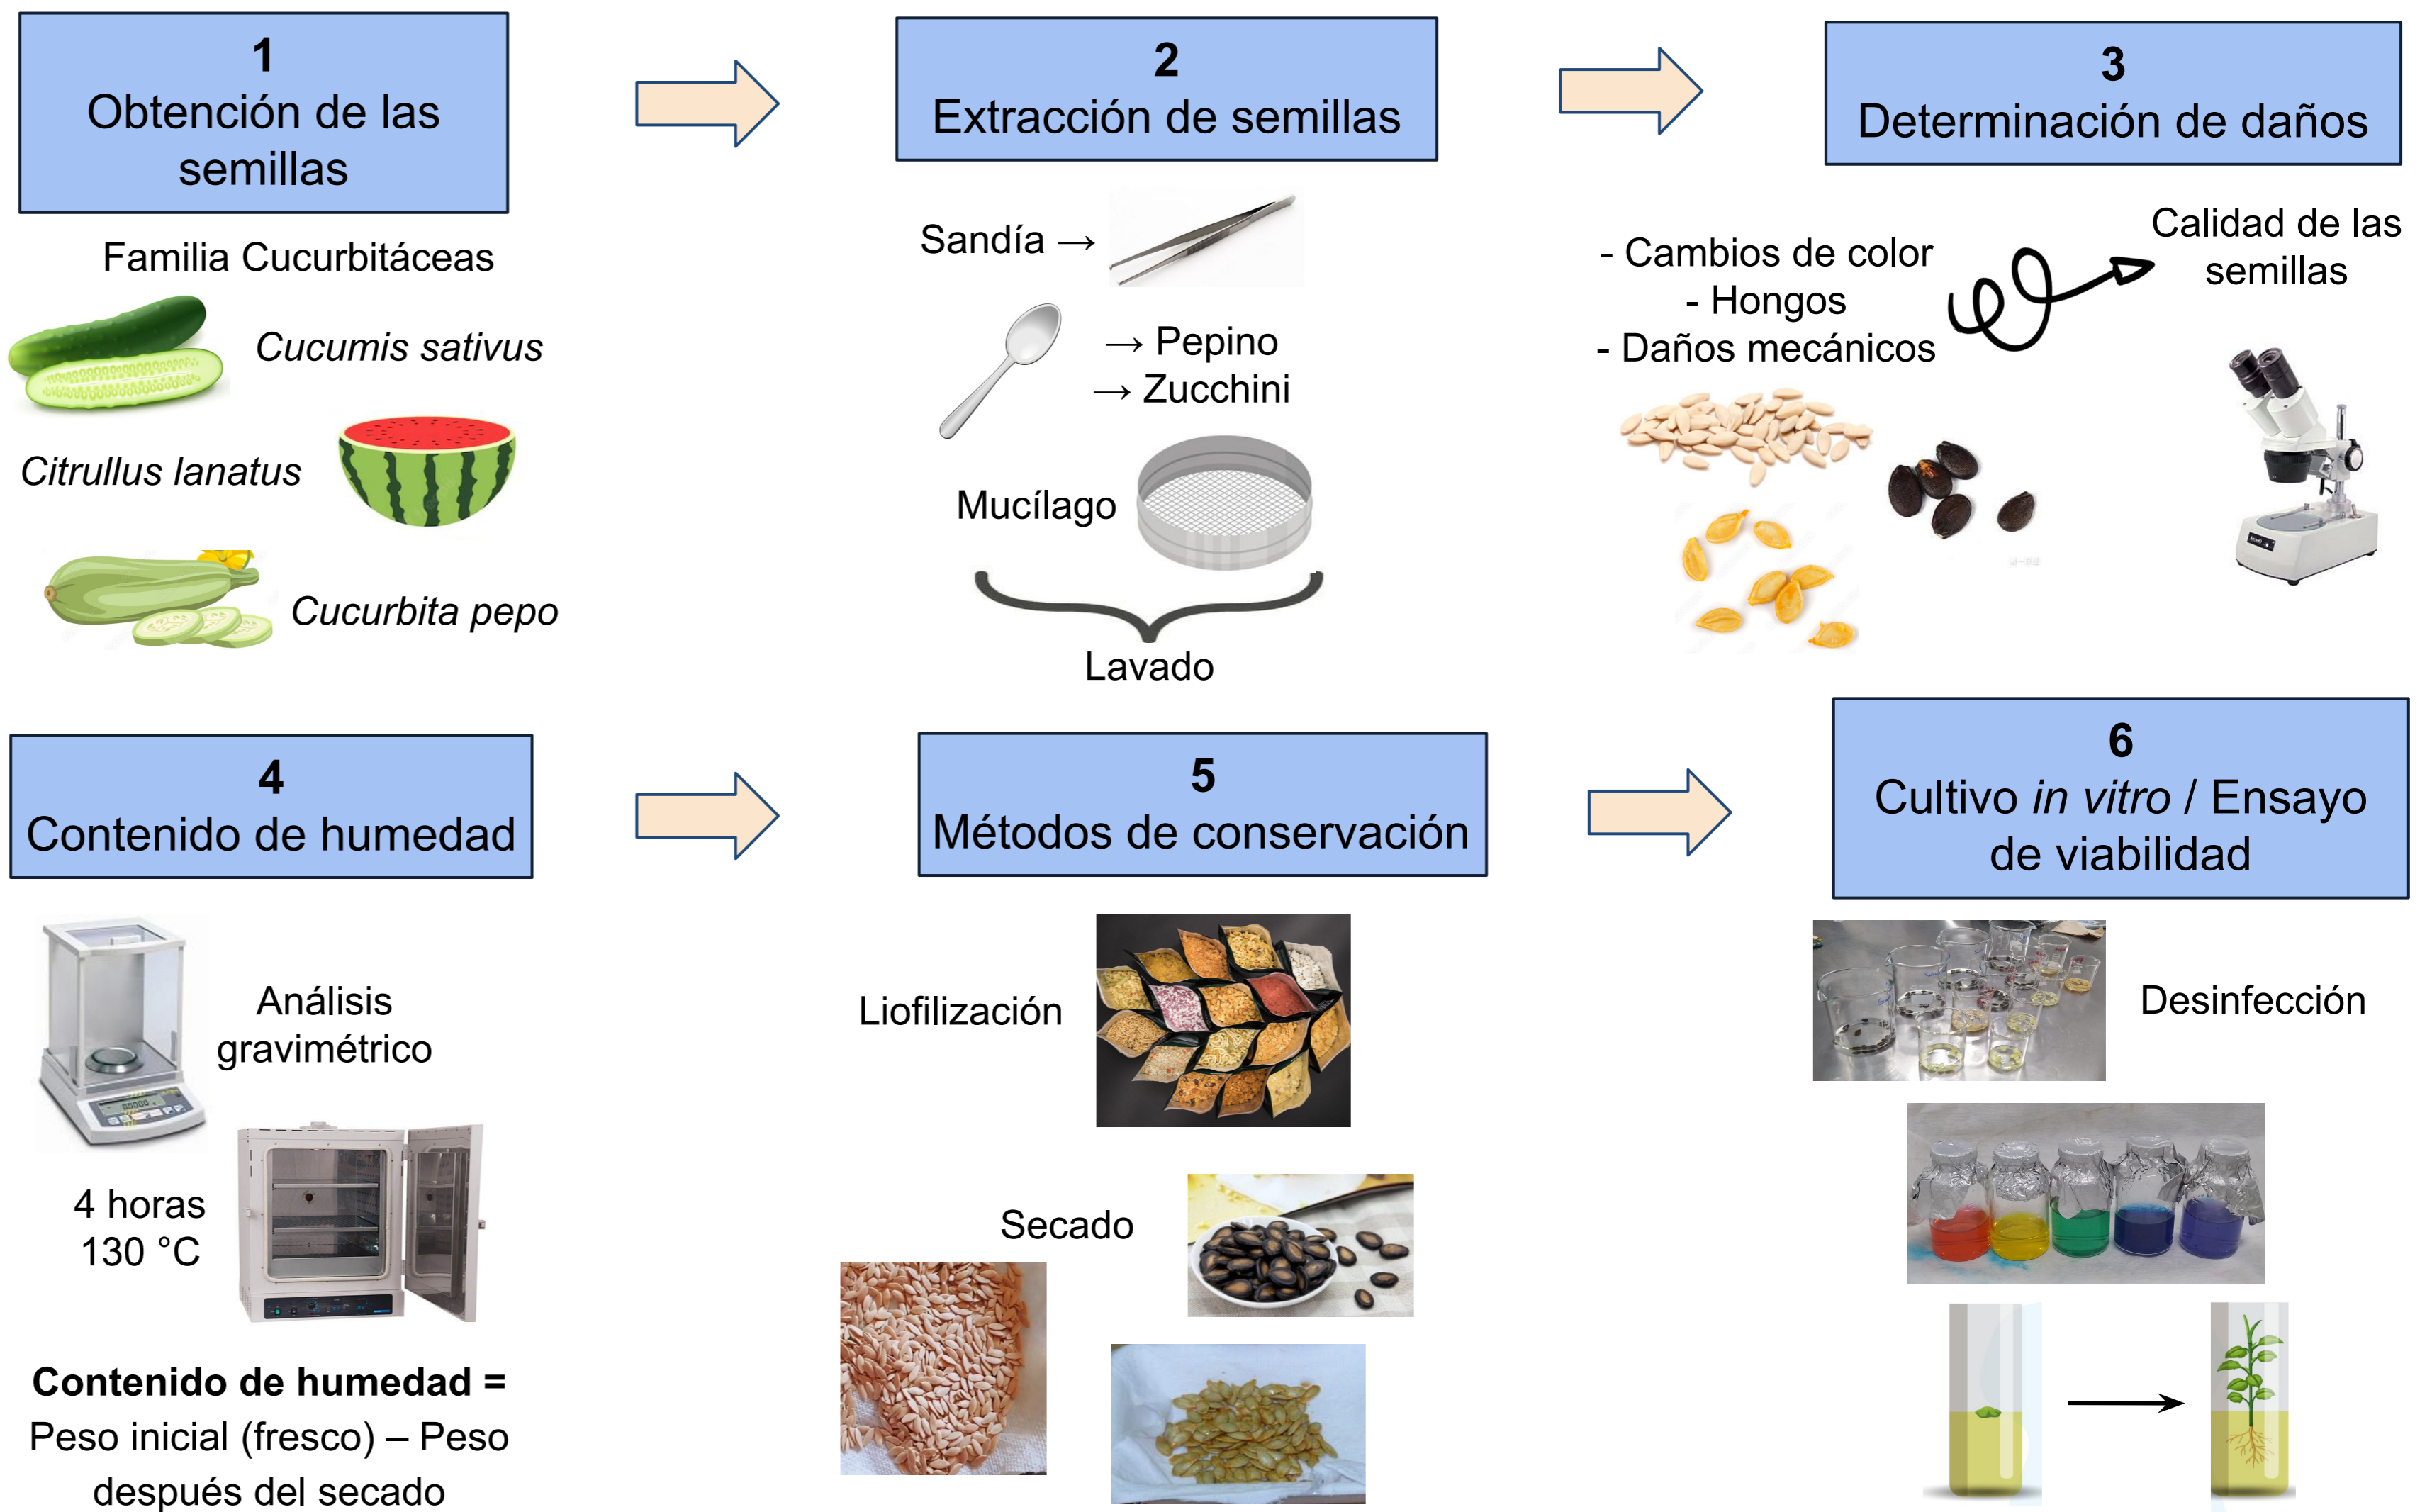 1
Obtención de las
semillas
Familia Cucurbitáceas
Cucumis sativus
Citrullus lanatus
Cucurbita pepo
2
Extracción de semillas
Sandía →
→ Pepino
→ Zucchini
Mucílago
Lavado
3
Determinación de daños
- Cambios de color
- Hongos
- Daños mecánicos
Calidad de las
semillas
4
Contenido de humedad
Análisis
gravimétrico
4 horas
130 °C
Contenido de humedad =
Peso inicial (fresco) – Peso
después del secado
5
Métodos de conservación
Liofilización
Secado
6
Cultivo in vitro / Ensayo
de viabilidad
Desinfección